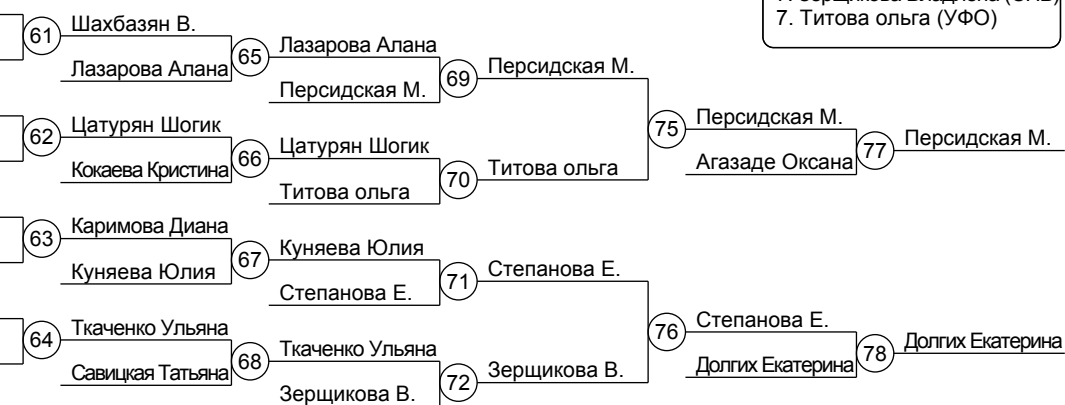 7. Титова ольга (УФО)
61
Шахбазян В.
Лазарова Алана
65
Лазарова Алана
Персидская М.
69
Персидская М.
62
Цатурян Шогик
Кокаева Кристина
66
Цатурян Шогик
Титова ольга
70
Титова ольга
75
Персидская М.
Агазаде Оксана
77
Персидская М.
63
Каримова Диана
Куняева Юлия
67
Куняева Юлия
Степанова Е.
71
Степанова Е.
64
Ткаченко Ульяна
Савицкая Татьяна
68
Ткаченко Ульяна
Зерщикова В.
72
Зерщикова В.
76
Степанова Е.
Долгих Екатерина
78
Долгих Екатерина